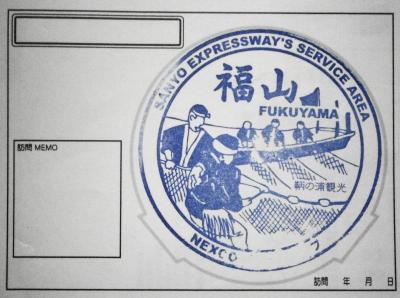 SANYO EXPRESSWAY'S SERVICE AREA
福山
FUKUYAMA
訪問 MEMO
鞆の浦観光
NEXCO
訪問 年 月 日